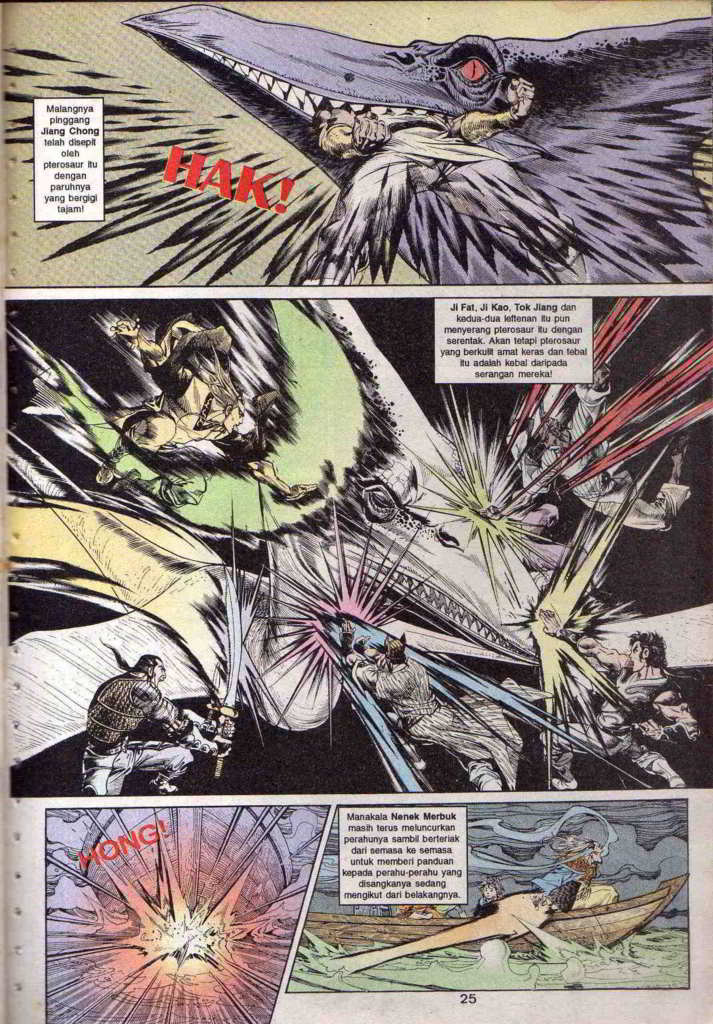 Malangnya
pinggang
Jiang Chong
telah disepit
oleh
pterosaur itu
dengan
paruhnya
yang bergigi
tajam!
HAK!
Ji Fat, Ji Kao, Tok Jiang dan
kedua-dua leftenan itu pun
menyerang pterosaur itu dengan
serentak. Akan tetapi pterosaur
yang berkulit amat keras dan tebal
itu adalah kebal daripada
serangan mereka!
HONG!
Manakala Nenek Merbuk
masih terus meluncurkan
perahunya sambil berteriak
dari semasa ke semasa
untuk memberi panduan
kepada perahu-perahu yang
disangkanya sedang
mengikut dari belakangnya.
25